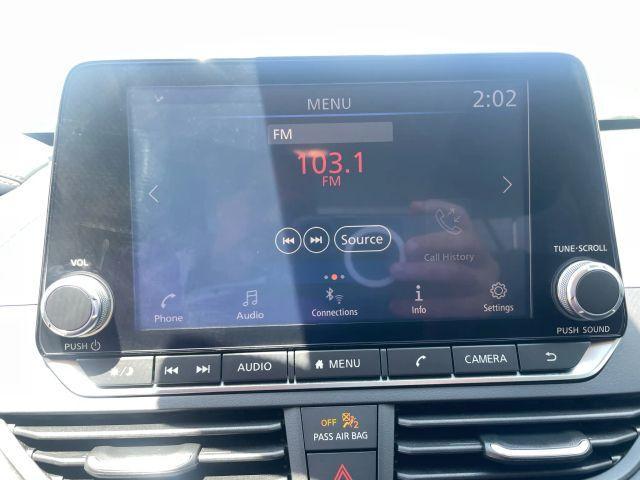 MENU
2:02
FM
103.1
FM
Source
Call History
Phone
Audio
Connections
Info
Settings
VOL
PUSH
TUNE·SCROLL
PUSH SOUND
AUDIO
MENU
CAMERA
OFF
2
PASS AIR BAG